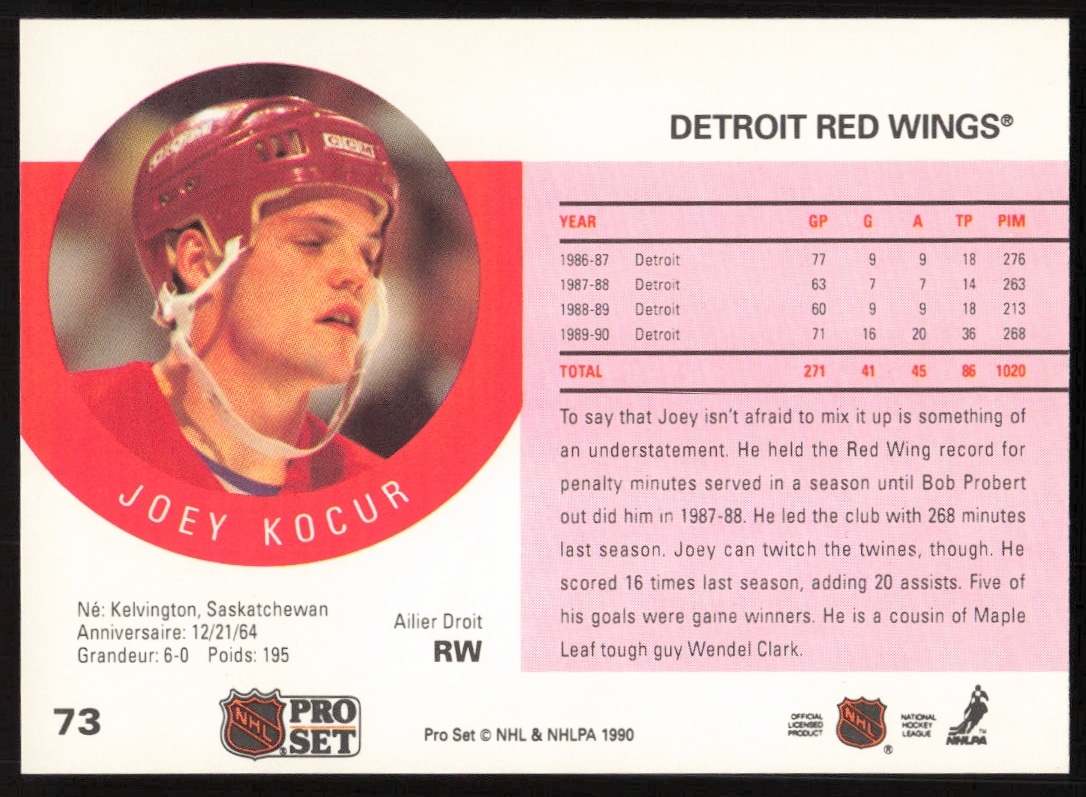 DETROIT RED WINGS®
YEAR GP G A TP PIM
1986-87 Detroit 77 9 9 18 276
1987-88 Detroit 63 7 7 14 263
1988-89 Detroit 60 9 9 18 213
1989-90 Detroit 71 16 20 36 268
TOTAL 271 41 45 86 1020
To say that Joey isn't afraid to mix it up is something of
an understatement. He held the Red Wing record for
penalty minutes served in a season until Bob Probert
out did him in 1987-88. He led the club with 268 minutes
last season. Joey can twitch the twines, though. He
scored 16 times last season, adding 20 assists. Five of
his goals were game winners. He is a cousin of Maple
Leaf tough guy Wendel Clark.
JOEY KOCUR
Né: Kelvington, Saskatchewan
Anniversaire: 12/21/64
Grandeur: 6-0 Poids: 195
Ailier Droit
RW
73
NHL
PRO
SET
®
Pro Set © NHL & NHLPA 1990
OFFICIAL
LICENSED
PRODUCT
NHL
®
NATIONAL
HOCKEY
LEAGUE
NHLPA™